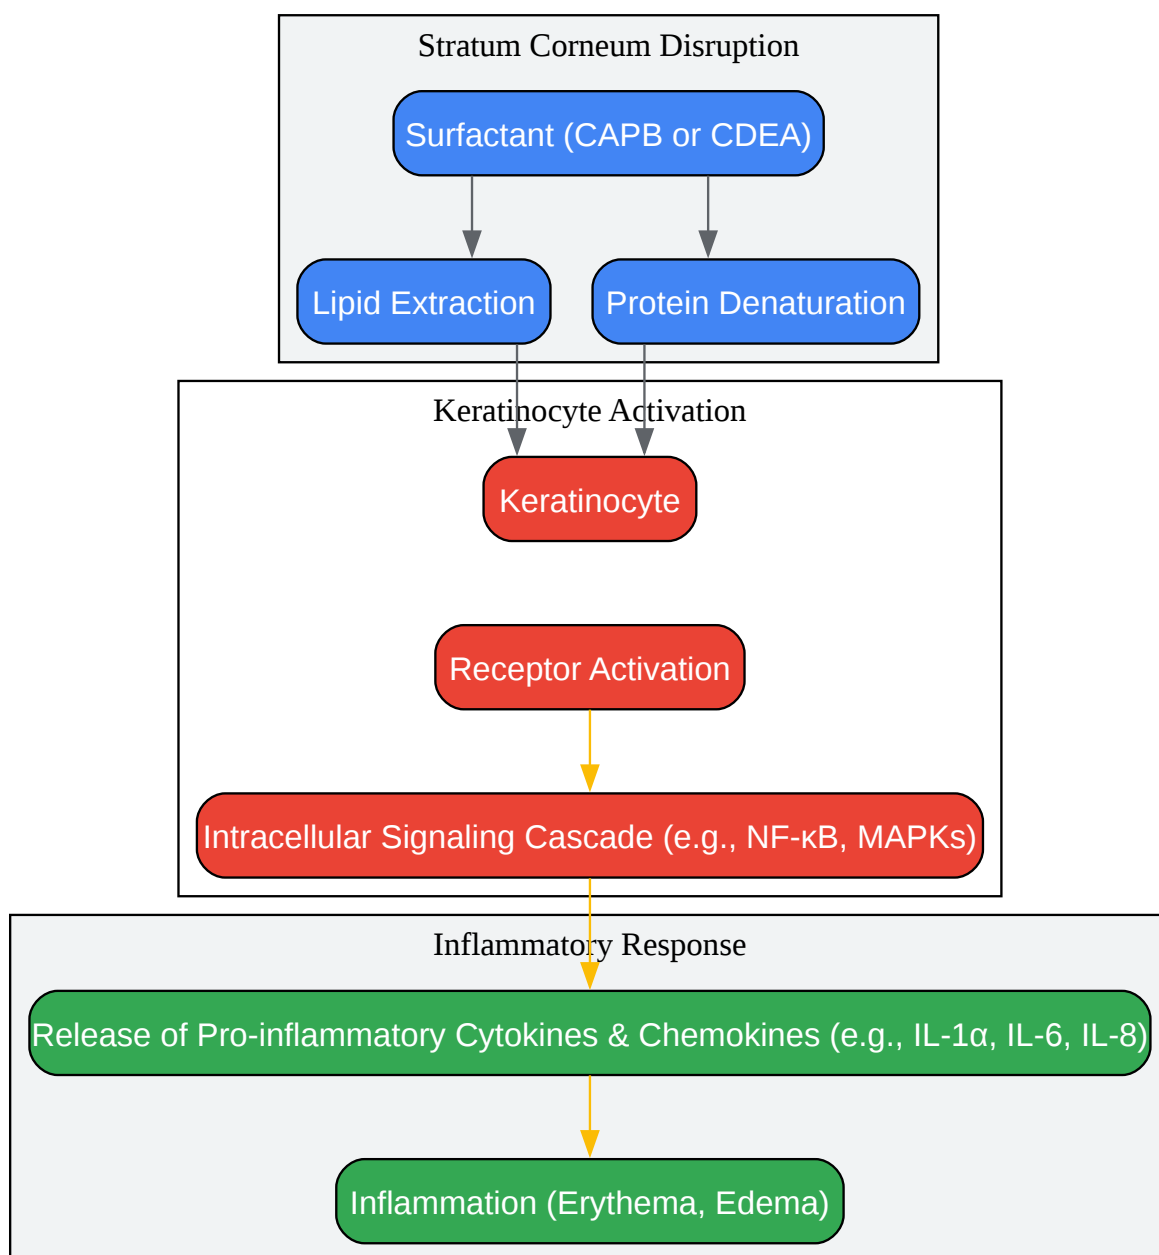 Stratum Corneum Disruption
Surfactant (CAPB or CDEA)
Lipid Extraction
Protein Denaturation
Keratinocyte Activation
Keratinocyte
Receptor Activation
Intracellular Signaling Cascade (e.g., NF-κB, MAPKs)
Inflammatory Response
Release of Pro-inflammatory Cytokines & Chemokines (e.g., IL-1α, IL-6, IL-8)
Inflammation (Erythema, Edema)